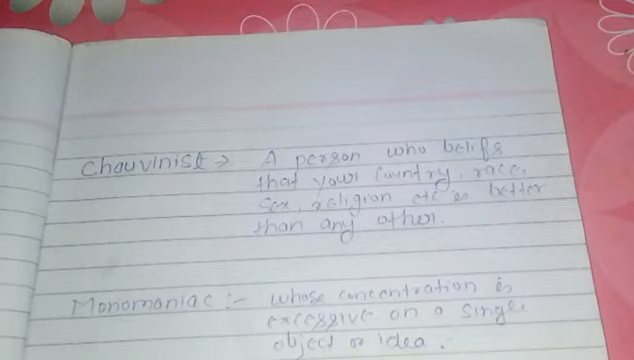 Chauvinist → A person who belifs
that your country, race,
sex, religion etc is better
than any other.
Monomaniac :- whose concentration is
excessive on a single
object or idea.